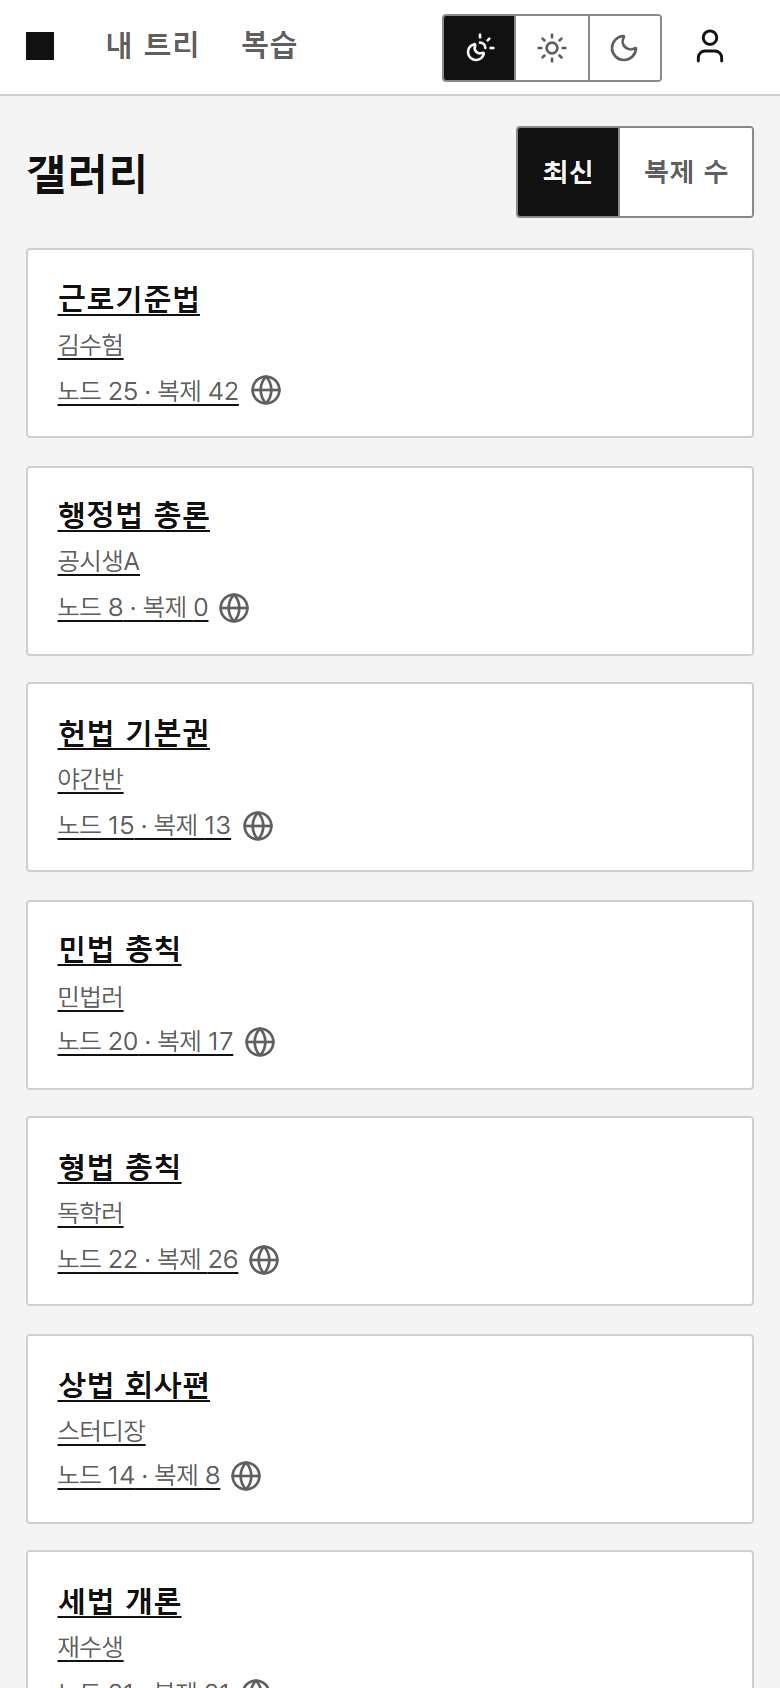 내 트리 복습
갤러리
최신 복제 수
근로기준법
김수험
노드 25 · 복제 42
행정법 총론
공시생A
노드 8 · 복제 0
헌법 기본권
야간반
노드 15 · 복제 13
민법 총칙
민법러
노드 20 · 복제 17
형법 총칙
독학러
노드 22 · 복제 26
상법 회사편
스터디장
노드 14 · 복제 8
세법 개론
재수생